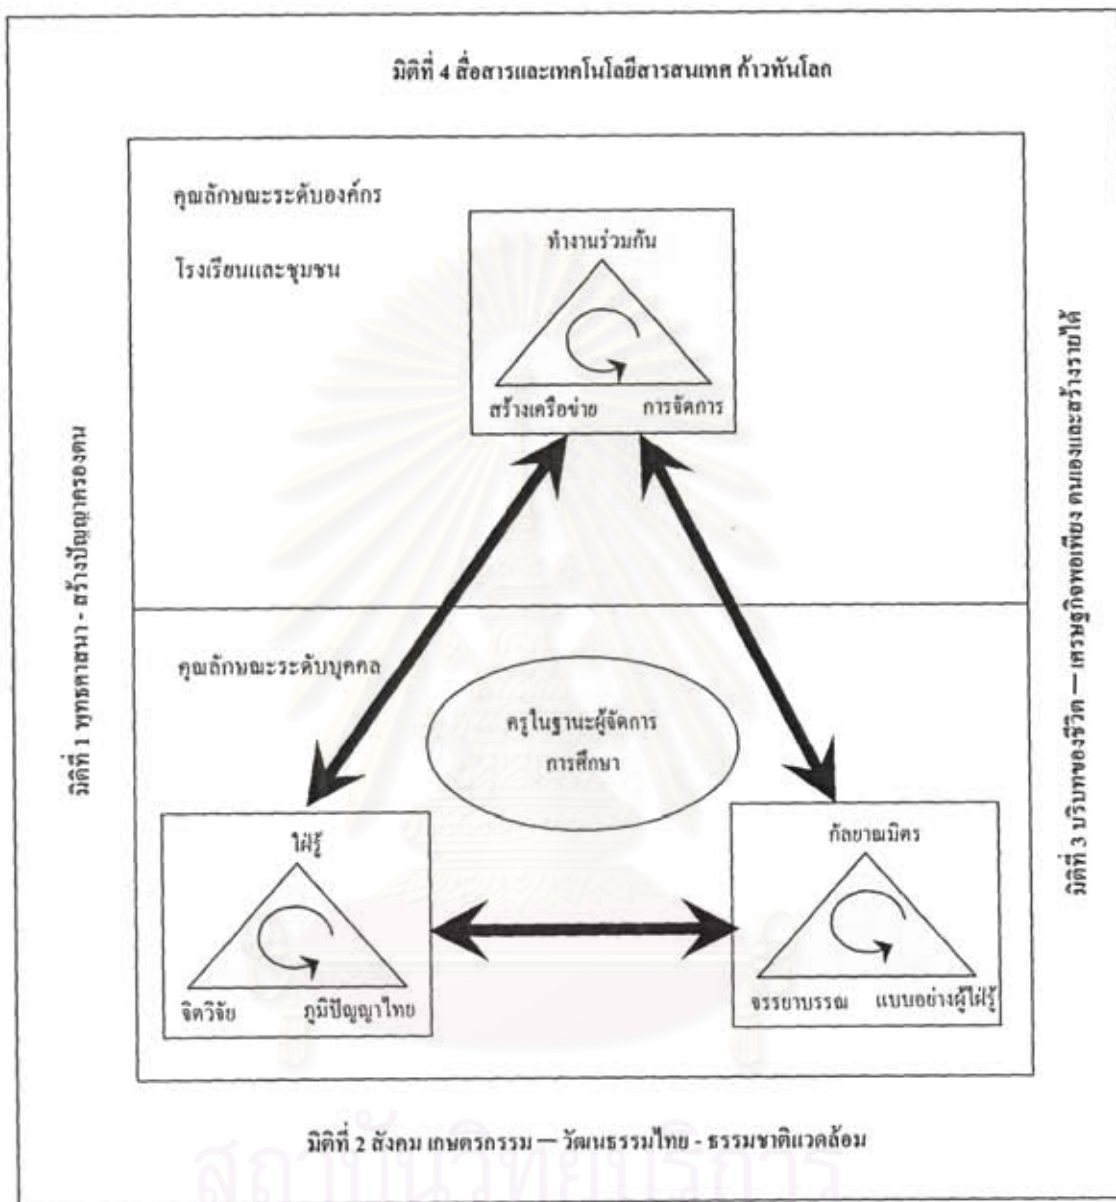 มิติที่ 4 สื่อสารและเทคโนโลยีสารสนเทศ ก้าวทันโลก
คุณลักษณะระดับองค์กร
โรงเรียนและชุมชน
ทำงานร่วมกัน
สร้างเครือข่าย การจัดการ
มิติที่ 1 พุทธศาสนา - สร้างปัญญาครองตน
มิติที่ 3 บริบทของชีวิต — เศรษฐกิจพอเพียง ตนเองและสร้างรายได้
คุณลักษณะระดับบุคคล
ครูในฐานะผู้จัดการ
การศึกษา
ใฝ่รู้
จิตวิจัย ภูมิปัญญาไทย
กัลยาณมิตร
จรรยาบรรณ แบบอย่างผู้ใฝ่รู้
มิติที่ 2 สังคม เกษตรกรรม — วัฒนธรรมไทย - ธรรมชาติแวดล้อม
สถาบันวิทยบริการ